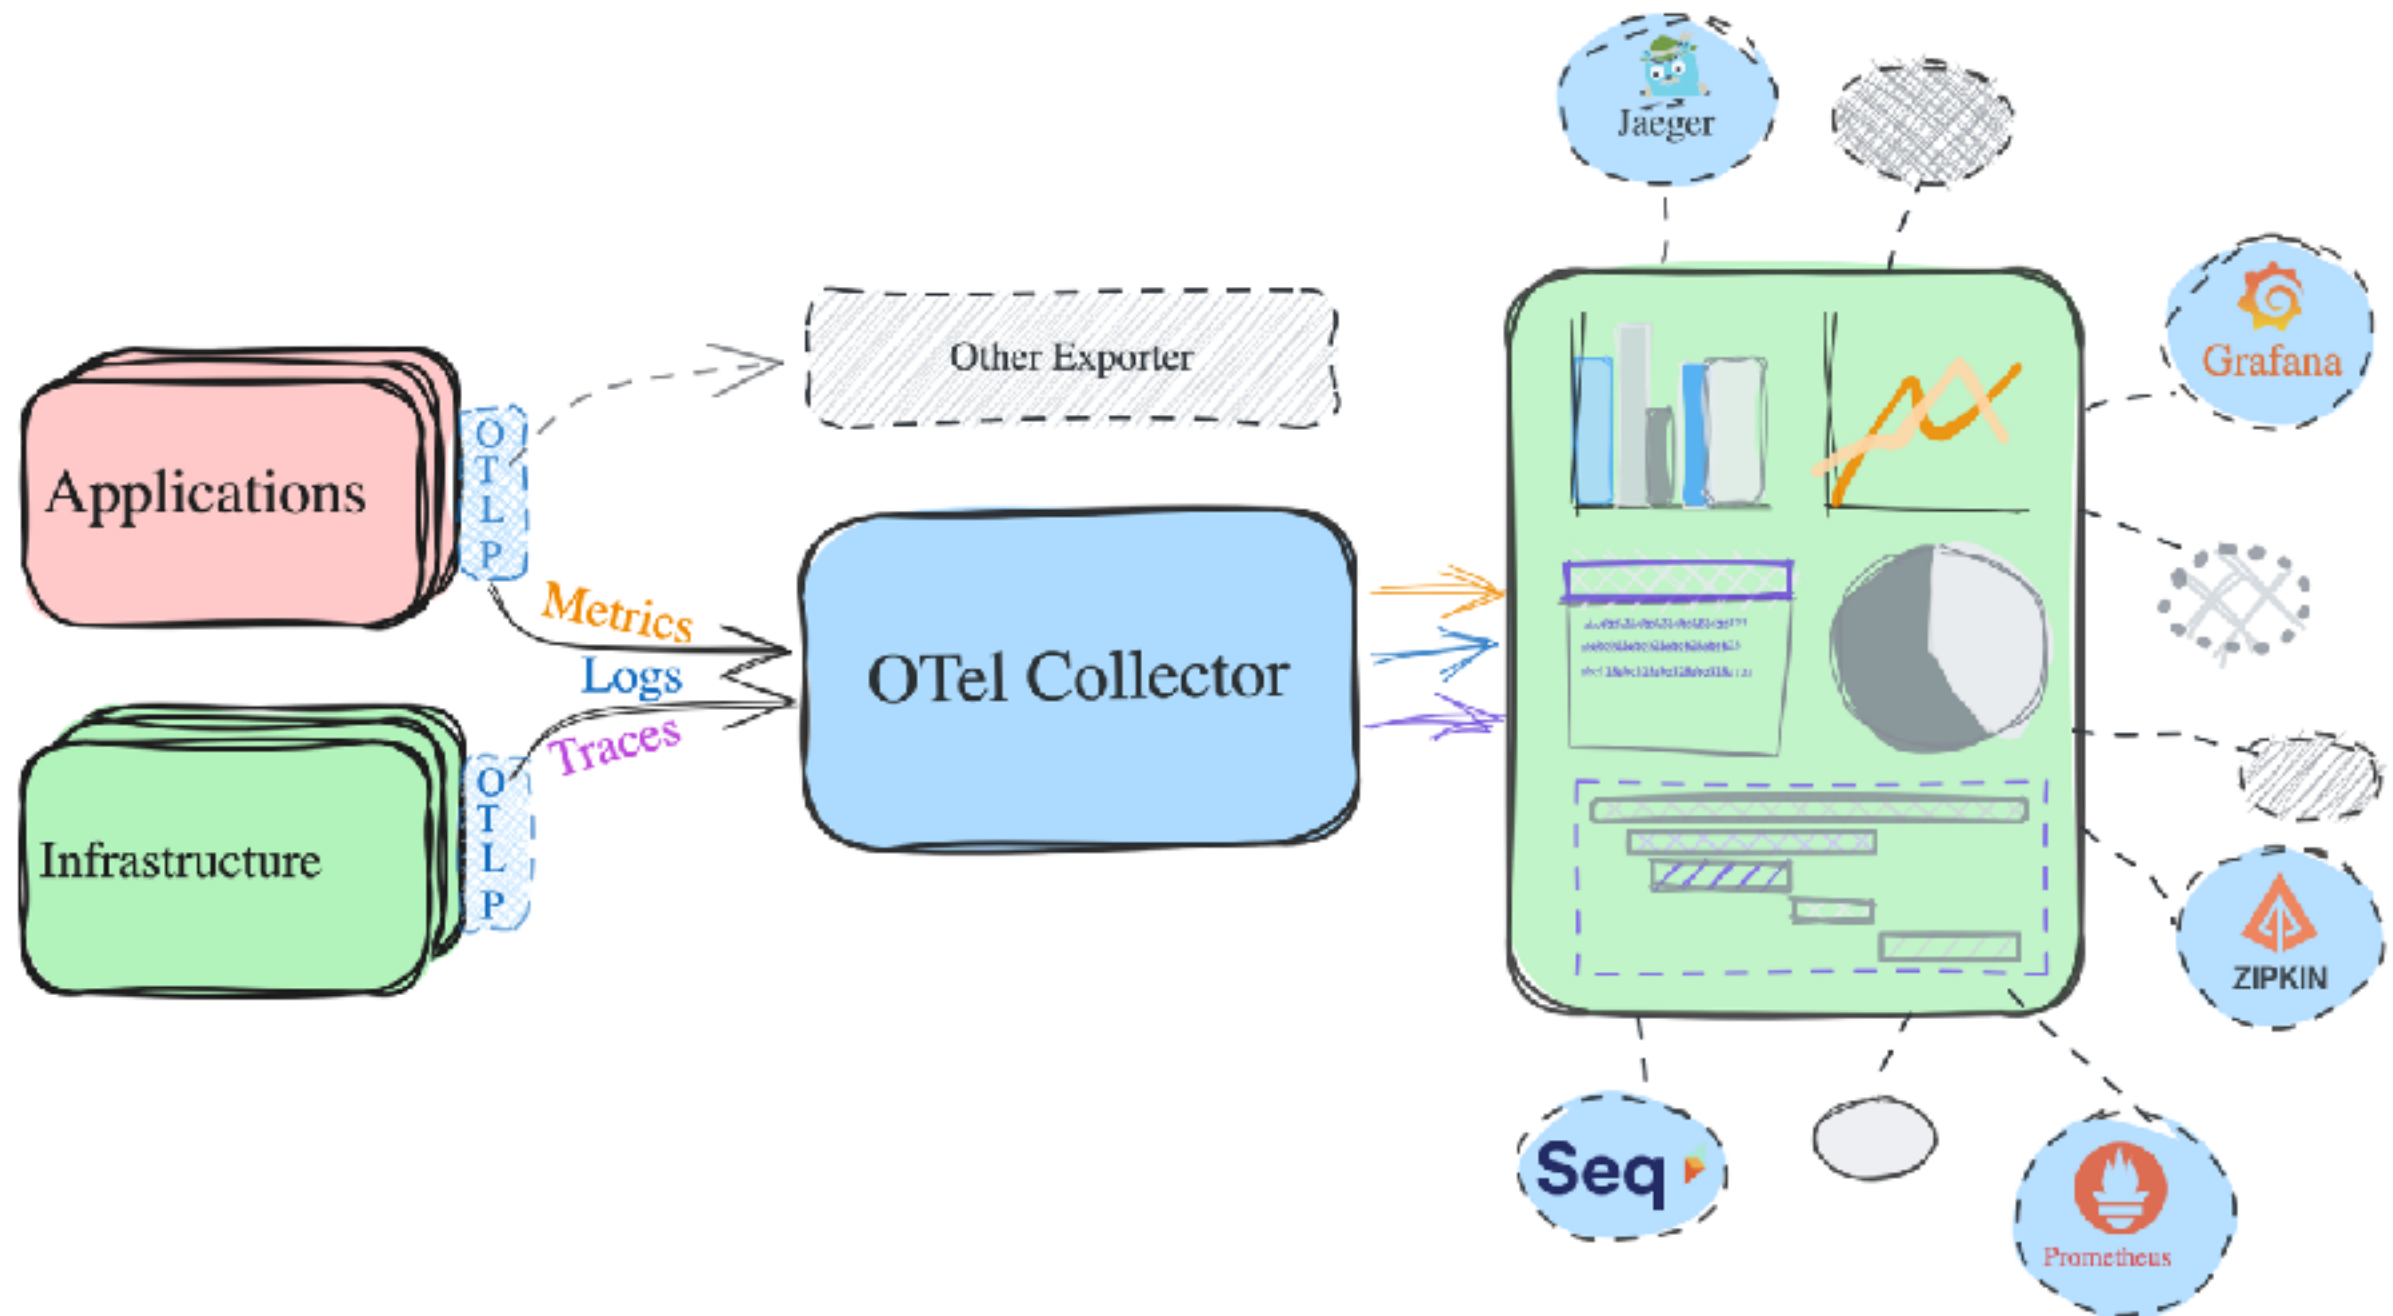 Jaeger
Grafana
Other Exporter
Applications
O
T
L
P
Metrics
Logs
Traces
OTel Collector
Infrastructure
O
T
L
P
ZIPKIN
Seq
Prometheus